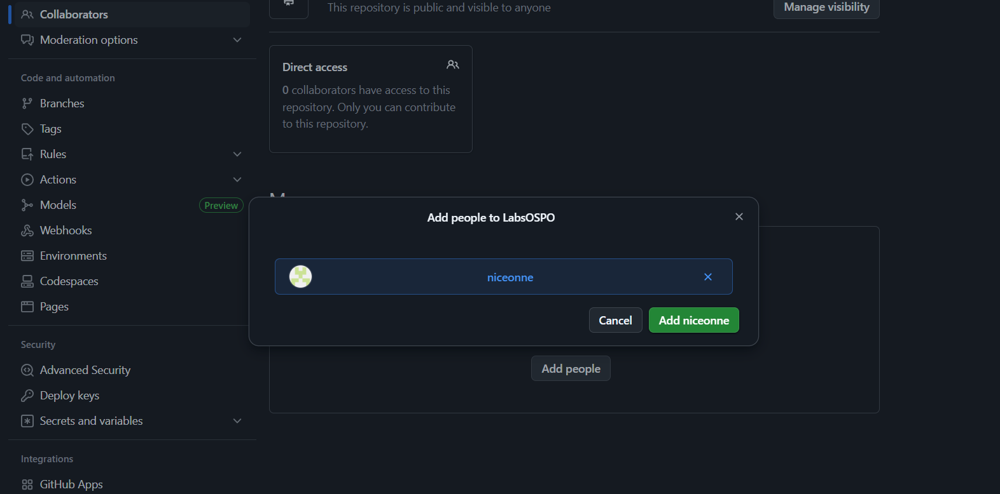 Collaborators
Moderation options
Code and automation
Branches
Tags
Rules
Actions
Models
Preview
Webhooks
Environments
Codespaces
Pages
Security
Advanced Security
Deploy keys
Secrets and variables
Integrations
GitHub Apps
This repository is public and visible to anyone
Manage visibility
Direct access
0 collaborators have access to this
repository. Only you can contribute
to this repository.
Add people to LabsOSPO
niceonne
Cancel
Add niceonne
Add people